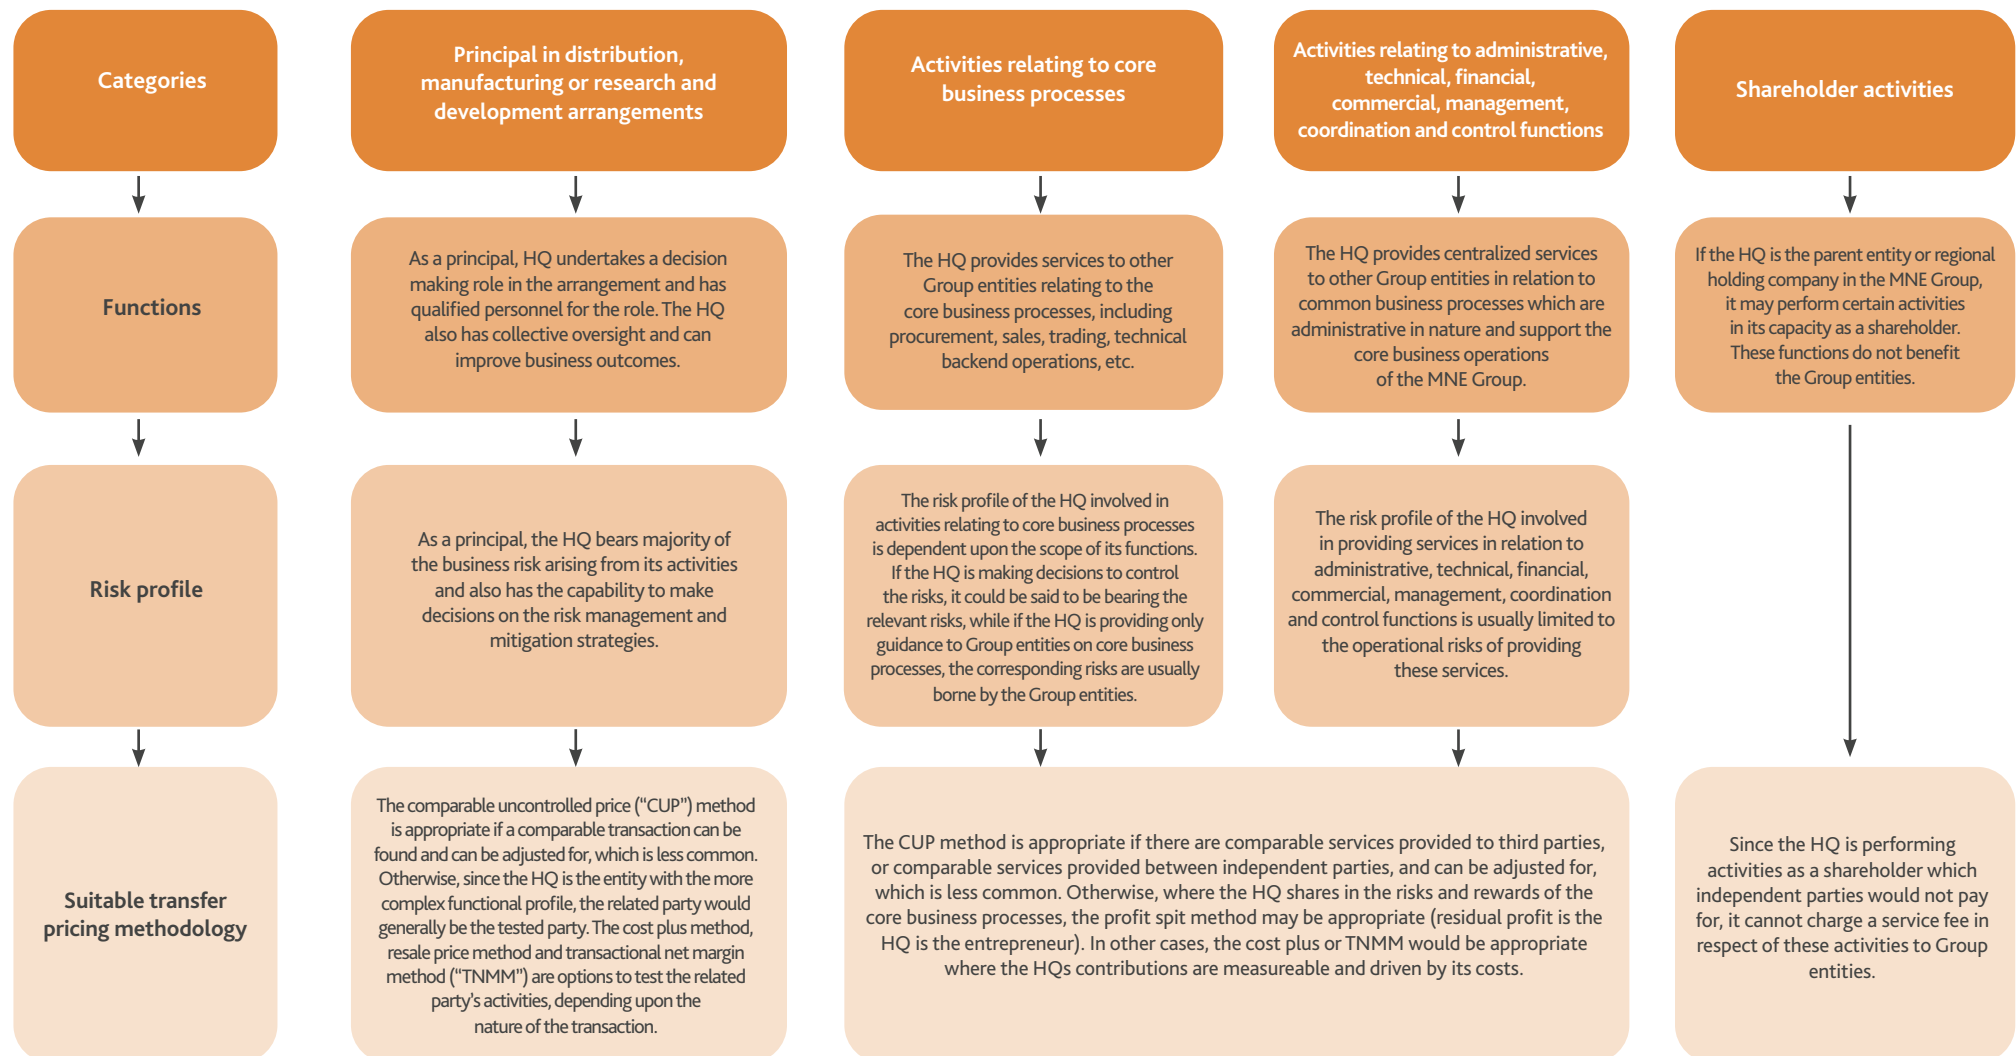 Categories
Principal in distribution,
manufacturing or research and
development arrangements
Activities relating to core
business processes
Activities relating to administrative,
technical, financial,
commercial, management,
coordination and control functions
Shareholder activities
Functions
As a principal, HQ undertakes a decision
making role in the arrangement and has
qualified personnel for the role. The HQ
also has collective oversight and can
improve business outcomes.
The HQ provides services to other
Group entities relating to the
core business processes, including
procurement, sales, trading, technical
backend operations, etc.
The HQ provides centralized services
to other Group entities in relation to
common business processes which are
administrative in nature and support the
core business operations
of the MNE Group.
If the HQ is the parent entity or regional
holding company in the MNE Group,
it may perform certain activities
in its capacity as a shareholder.
These functions do not benefit
the Group entities.
Risk profile
As a principal, the HQ bears majority of
the business risk arising from its activities
and also has the capability to make
decisions on the risk management and
mitigation strategies.
The risk profile of the HQ involved in
activities relating to core business processes
is dependent upon the scope of its functions.
If the HQ is making decisions to control
the risks, it could be said to be bearing the
relevant risks, while if the HQ is providing only
guidance to Group entities on core business
processes, the corresponding risks are usually
borne by the Group entities.
The risk profile of the HQ involved
in providing services in relation to
administrative, technical, financial,
commercial, management, coordination
and control functions is usually limited to
the operational risks of providing
these services.
Suitable transfer
pricing methodology
The comparable uncontrolled price (“CUP”) method
is appropriate if a comparable transaction can be
found and can be adjusted for, which is less common.
Otherwise, since the HQ is the entity with the more
complex functional profile, the related party would
generally be the tested party. The cost plus method,
resale price method and transactional net margin
method (“TNMM”) are options to test the related
party’s activities, depending upon the
nature of the transaction.
The CUP method is appropriate if there are comparable services provided to third parties,
or comparable services provided between independent parties, and can be adjusted for,
which is less common. Otherwise, where the HQ shares in the risks and rewards of the
core business processes, the profit spit method may be appropriate (residual profit is the
HQ is the entrepreneur). In other cases, the cost plus or TNMM would be appropriate
where the HQs contributions are measureable and driven by its costs.
Since the HQ is performing
activities as a shareholder which
independent parties would not pay
for, it cannot charge a service fee in
respect of these activities to Group
entities.